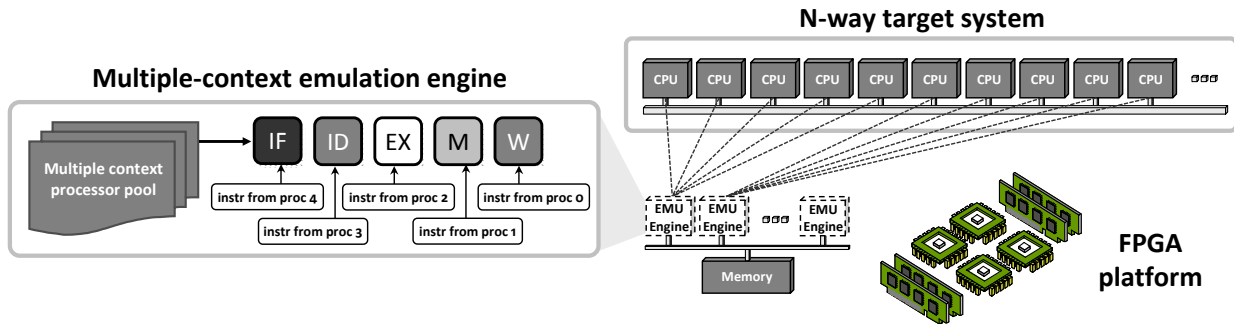 N-way target system
CPU CPU CPU CPU CPU CPU CPU CPU CPU CPU
Multiple-context emulation engine
Multiple context
processor pool
IF ID EX M W
instr from proc 4
instr from proc 2
instr from proc 0
instr from proc 3
instr from proc 1
EMU
Engine
EMU
Engine
EMU
Engine
Memory
FPGA
platform